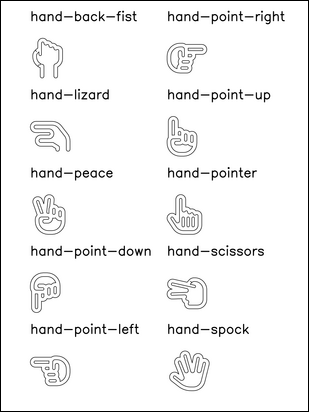 hand-back-fist
hand-point-right
hand-lizard
hand-point-up
hand-peace
hand-pointer
hand-point-down
hand-scissors
hand-point-left
hand-spock